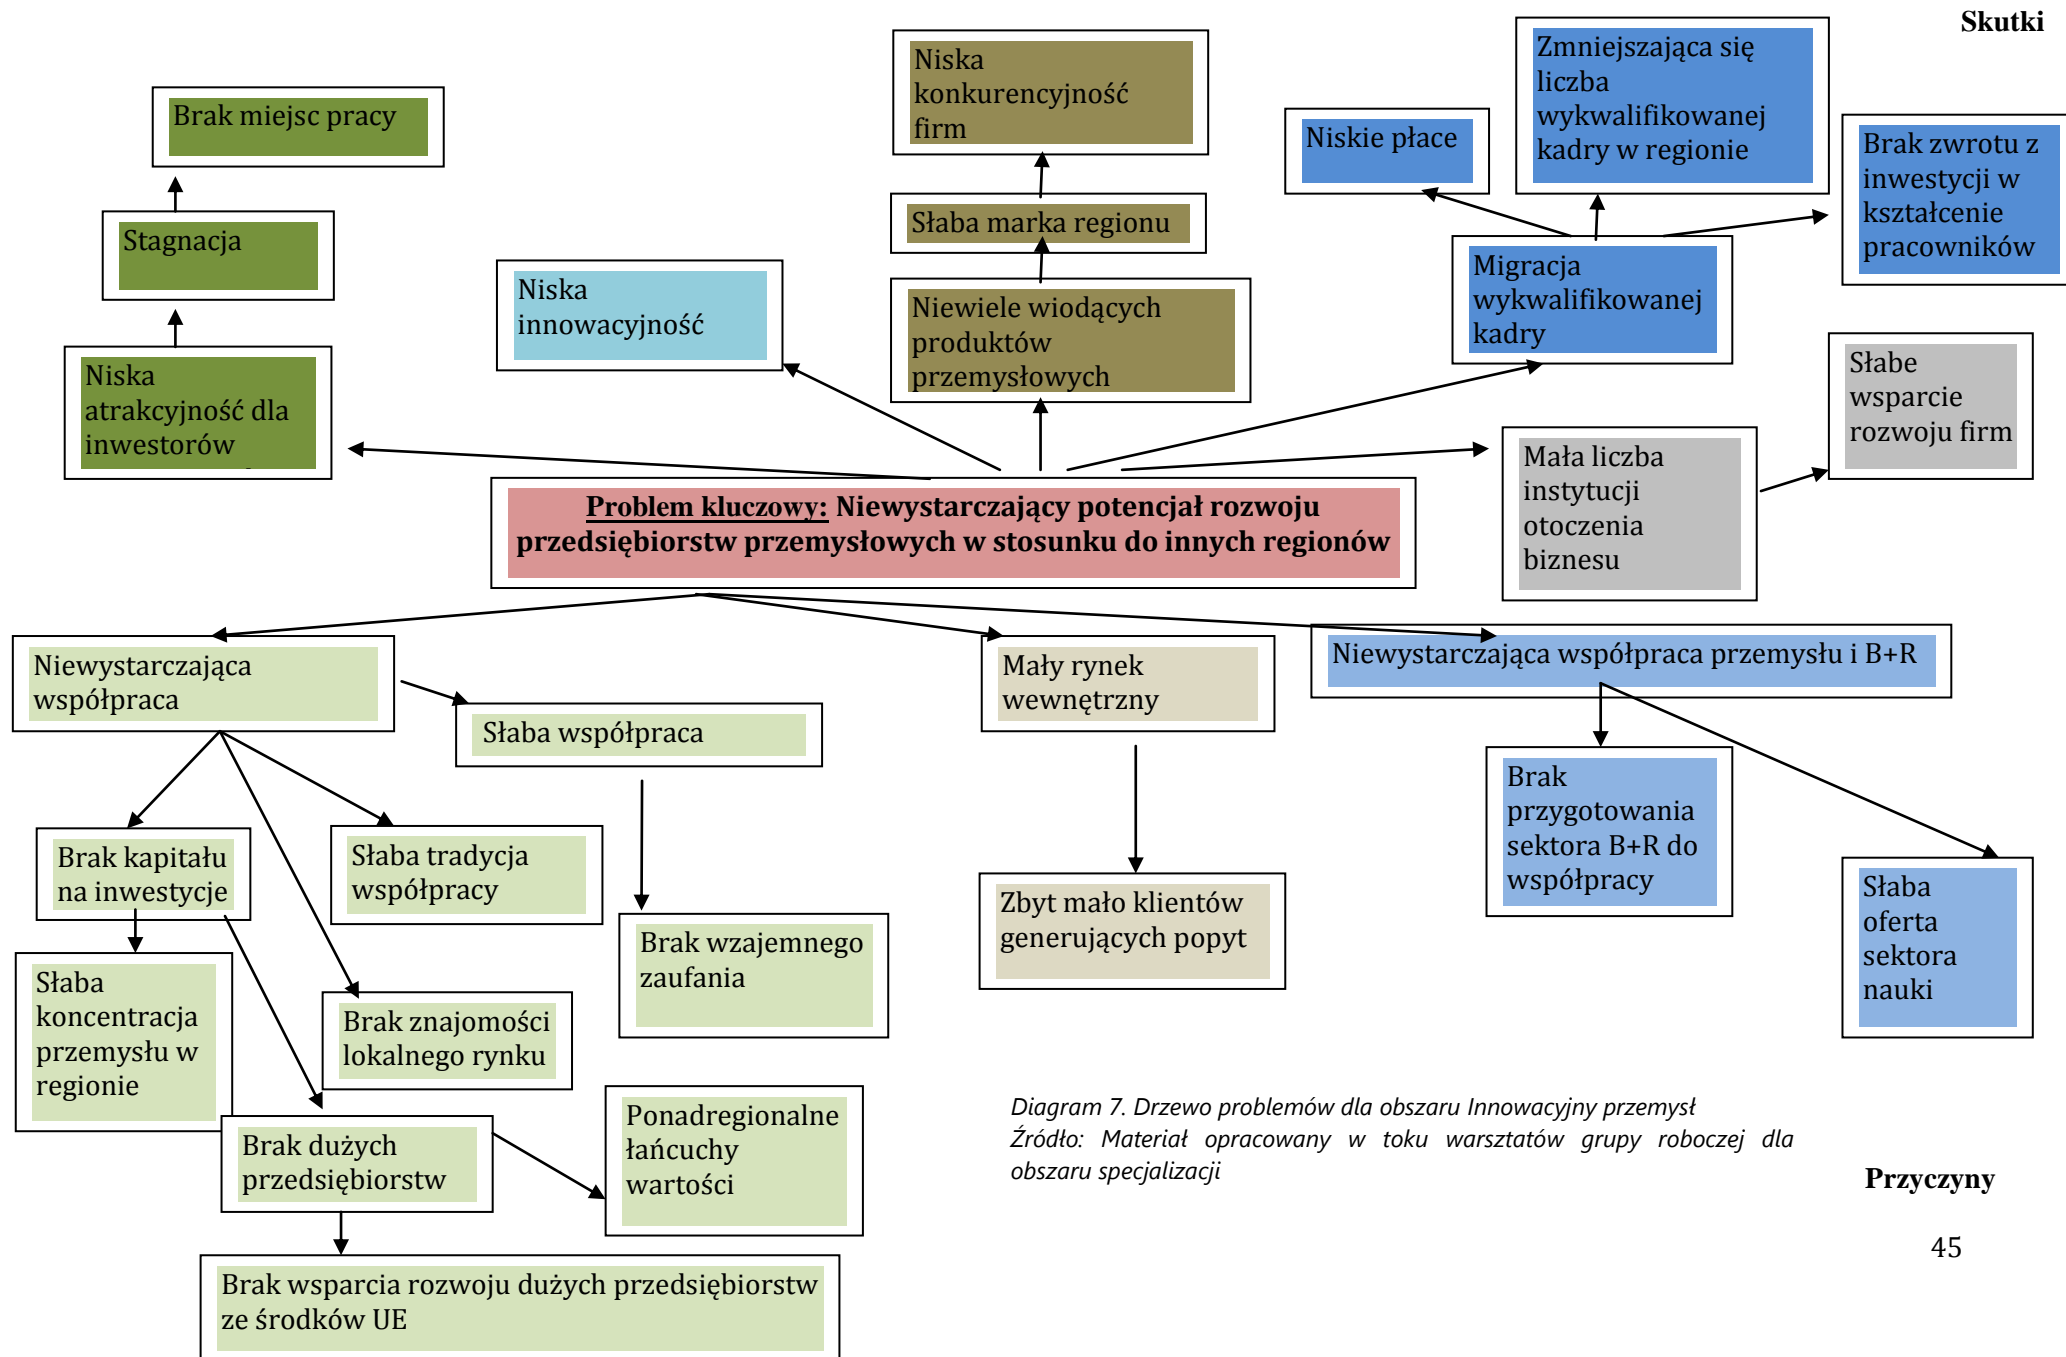 Skutki
Brak miejsc pracy
Stagnacja
Niska
atrakcyjność dla
inwestorów
Niska
innowacyjność
Niska
konkurencyjność
firm
Słaba marka regionu
Niewiele wiodących
produktów
przemysłowych
Niskie płace
Zmniejszająca się
liczba
wykwalifikowanej
kadry w regionie
Brak zwrotu z
inwestycji w
kształcenie
pracowników
Migracja
wykwalifikowanej
kadry
Słabe
wsparcie
rozwoju firm
Mała liczba
instytucji
otoczenia
biznesu
Problem kluczowy: Niewystarczający potencjał rozwoju
przedsiębiorstw przemysłowych w stosunku do innych regionów
Niewystarczająca
współpraca
Słaba współpraca
Mały rynek
wewnętrzny
Niewystarczająca współpraca przemysłu i B+R
Brak kapitału
na inwestycje
Słaba tradycja
współpracy
Brak wzajemnego
zaufania
Zbyt mało klientów
generujących popyt
Brak
przygotowania
sektora B+R do
współpracy
Słaba
oferta
sektora
nauki
Słaba
koncentracja
przemysłu w
regionie
Brak znajomości
lokalnego rynku
Brak dużych
przedsiębiorstw
Ponadregionalne
łańcuchy
wartości
Brak wsparcia rozwoju dużych przedsiębiorstw
ze środków UE
Diagram 7. Drzewo problemów dla obszaru Innowacyjny przemysł
Źródło: Materiał opracowany w toku warsztatów grupy roboczej dla
obszaru specjalizacji
Przyczyny
45